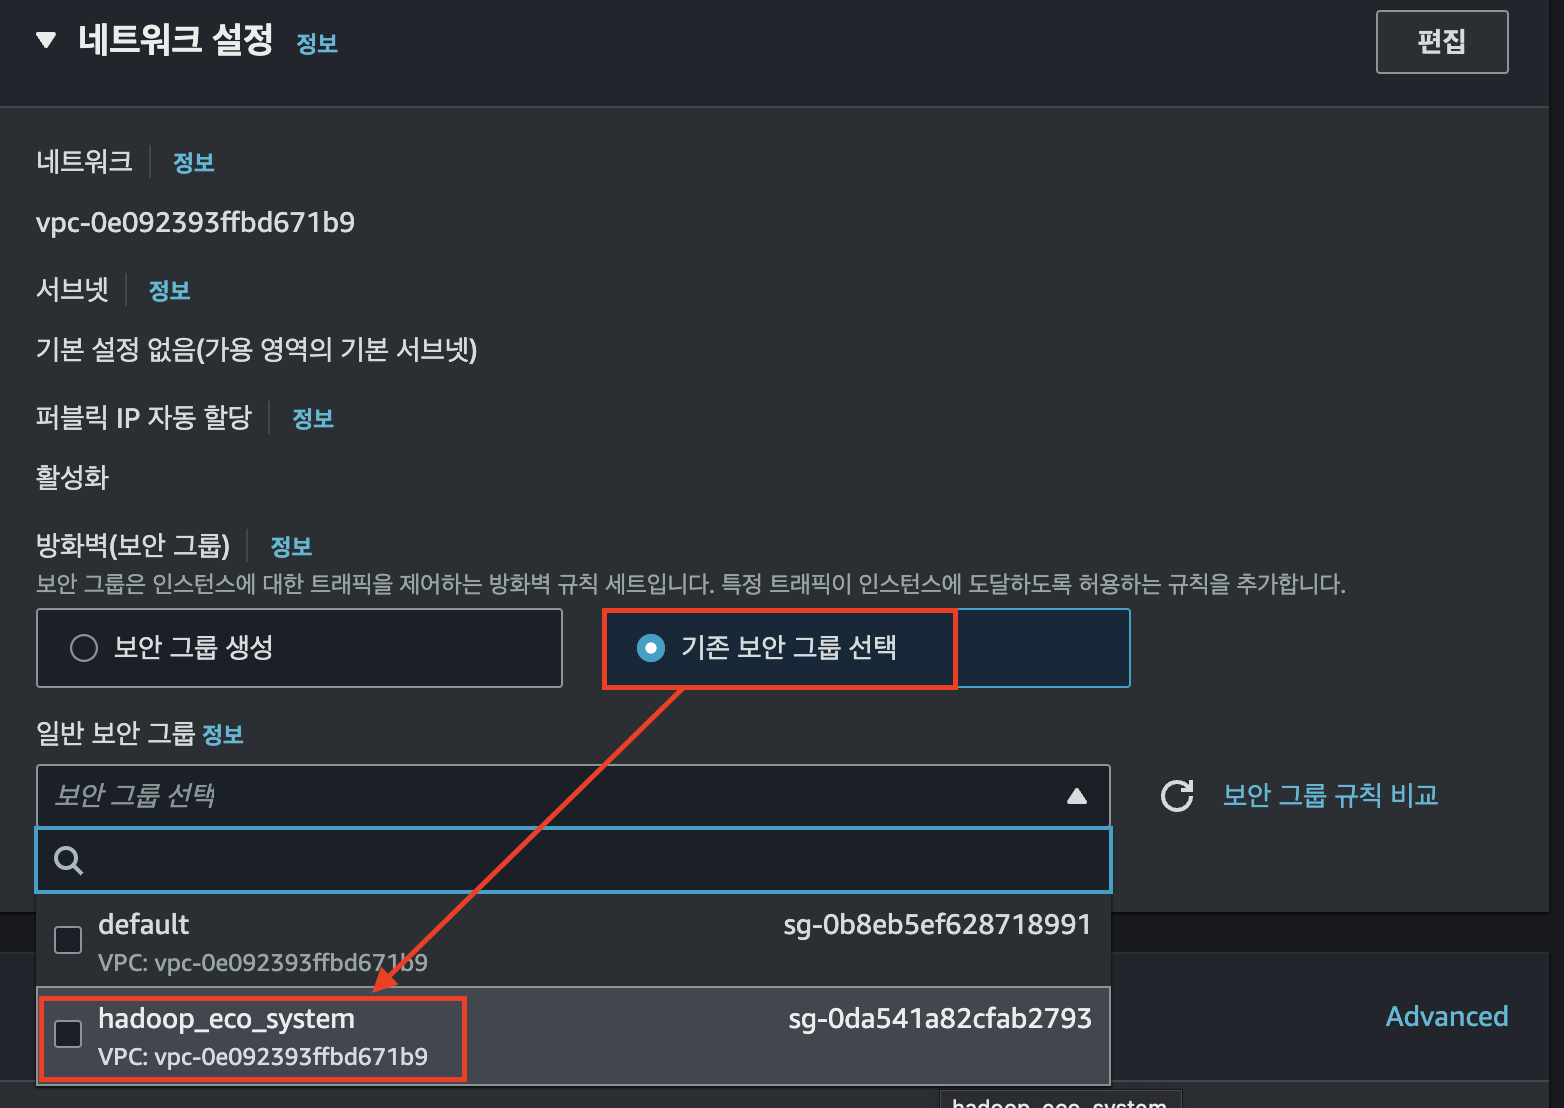 네트워크 설정 정보
편집
네트워크 정보
vpc-0e092393ffbd671b9
서브넷 정보
기본 설정 없음(가용 영역의 기본 서브넷)
퍼블릭 IP 자동 할당 정보
활성화
방화벽(보안 그룹) 정보
보안 그룹은 인스턴스에 대한 트래픽을 제어하는 방화벽 규칙 세트입니다. 특정 트래픽이 인스턴스에 도달하도록 허용하는 규칙을 추가합니다.
보안 그룹 생성
기존 보안 그룹 선택
일반 보안 그룹 정보
보안 그룹 선택
보안 그룹 규칙 비교
default sg-0b8eb5ef628718991
VPC: vpc-0e092393ffbd671b9
hadoop_eco_system sg-0da541a82cfab2793
VPC: vpc-0e092393ffbd671b9
Advanced
hadoop_eco_system